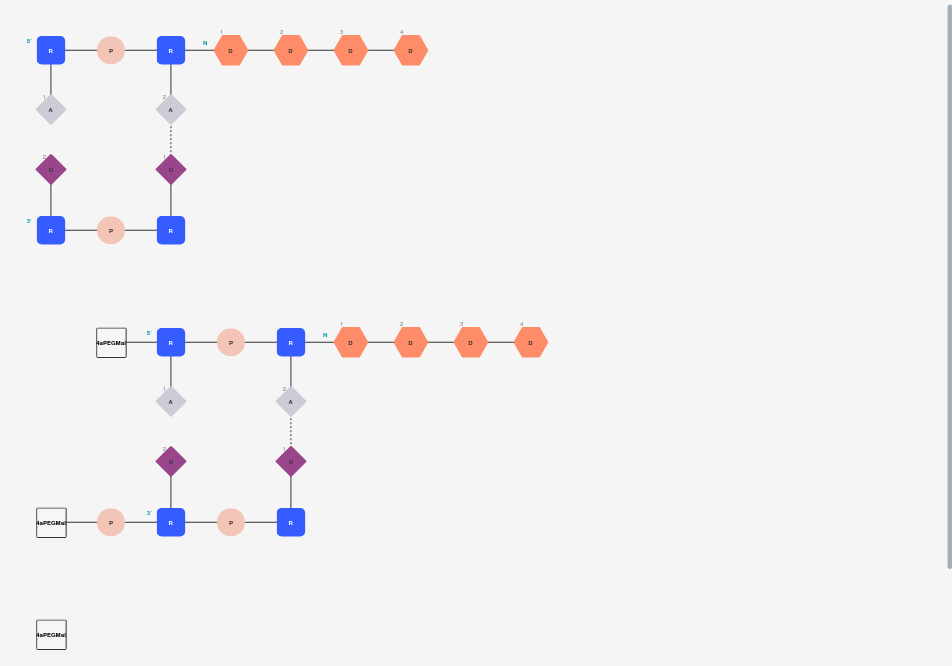 1 2 3 4
5' R P R N D D D D
1 2
A A
2 1
U U
3' R P R
1 2 3 4
4aPEGMal 5' R P R N D D D D
1 2
A A
2 1
U U
4aPEGMal P 3' R P R
4aPEGMal